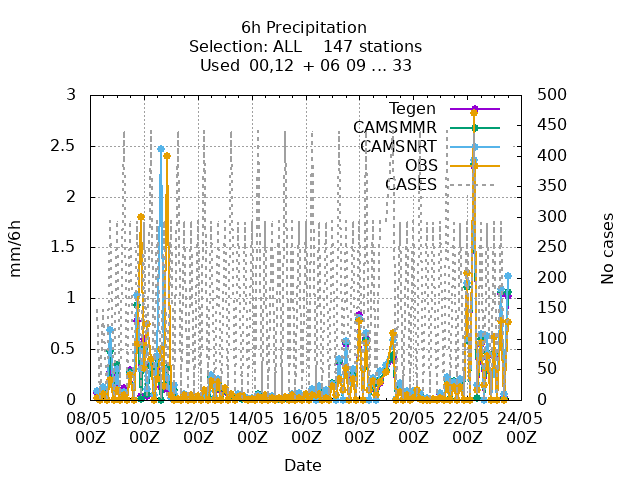 6h Precipitation
Selection: ALL 147 stations
Used 00,12 + 06 09 ... 33
3 500
Tegen 450
2.5 CAMSMMR 400
CAMSNRT
OBS
2 CASES 350
300
1.5 250
200
1 150
0.5 100
50
0 0
08/05 10/05 12/05 14/05 16/05 18/05 20/05 22/05 24/05
00Z 00Z 00Z 00Z 00Z 00Z 00Z 00Z 00Z
Date
mm/6h
No cases